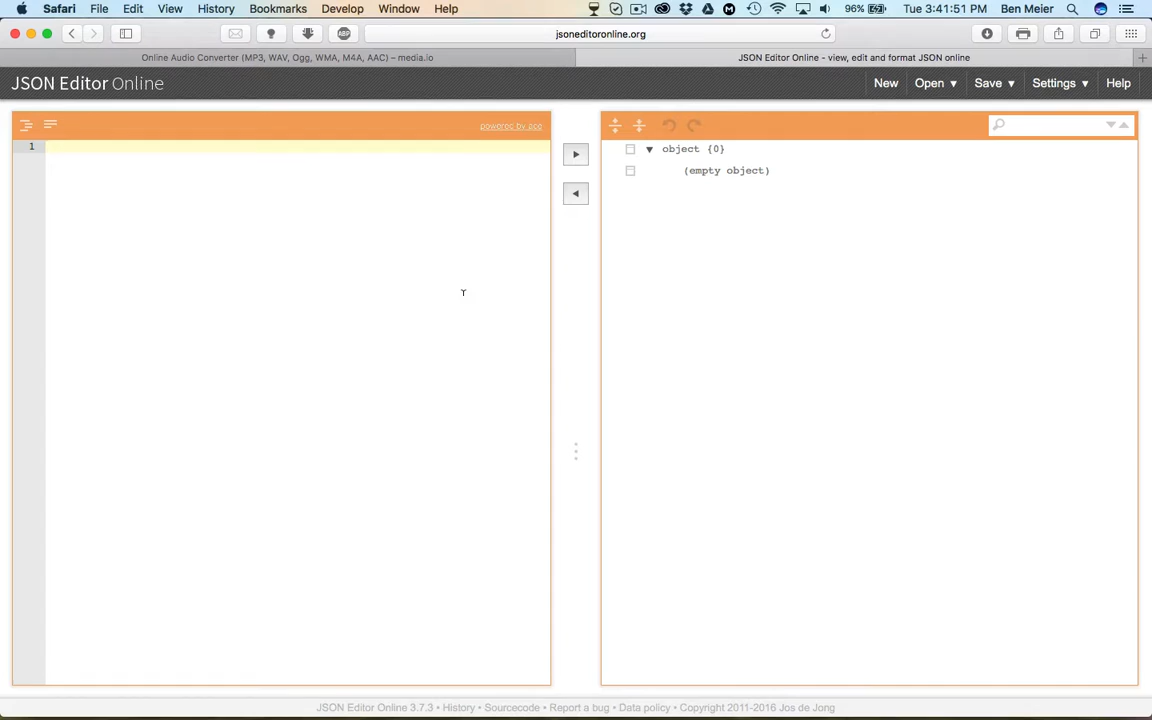 Safari File Edit View History Bookmarks Develop Window Help 96% Tue 3:41:51 PM Ben Meier
ABP jsoneditoronline.org
Online Audio Converter (MP3, WAV, Ogg, WMA, M4A, AAC) – media.io JSON Editor Online - view, edit and format JSON online
JSON Editor Online New Open Save Settings Help
powered by ace
1 object {0}
(empty object)
JSON Editor Online 3.7.3 • History • Sourcecode • Report a bug • Data policy • Copyright 2011-2016 Jos de Jong